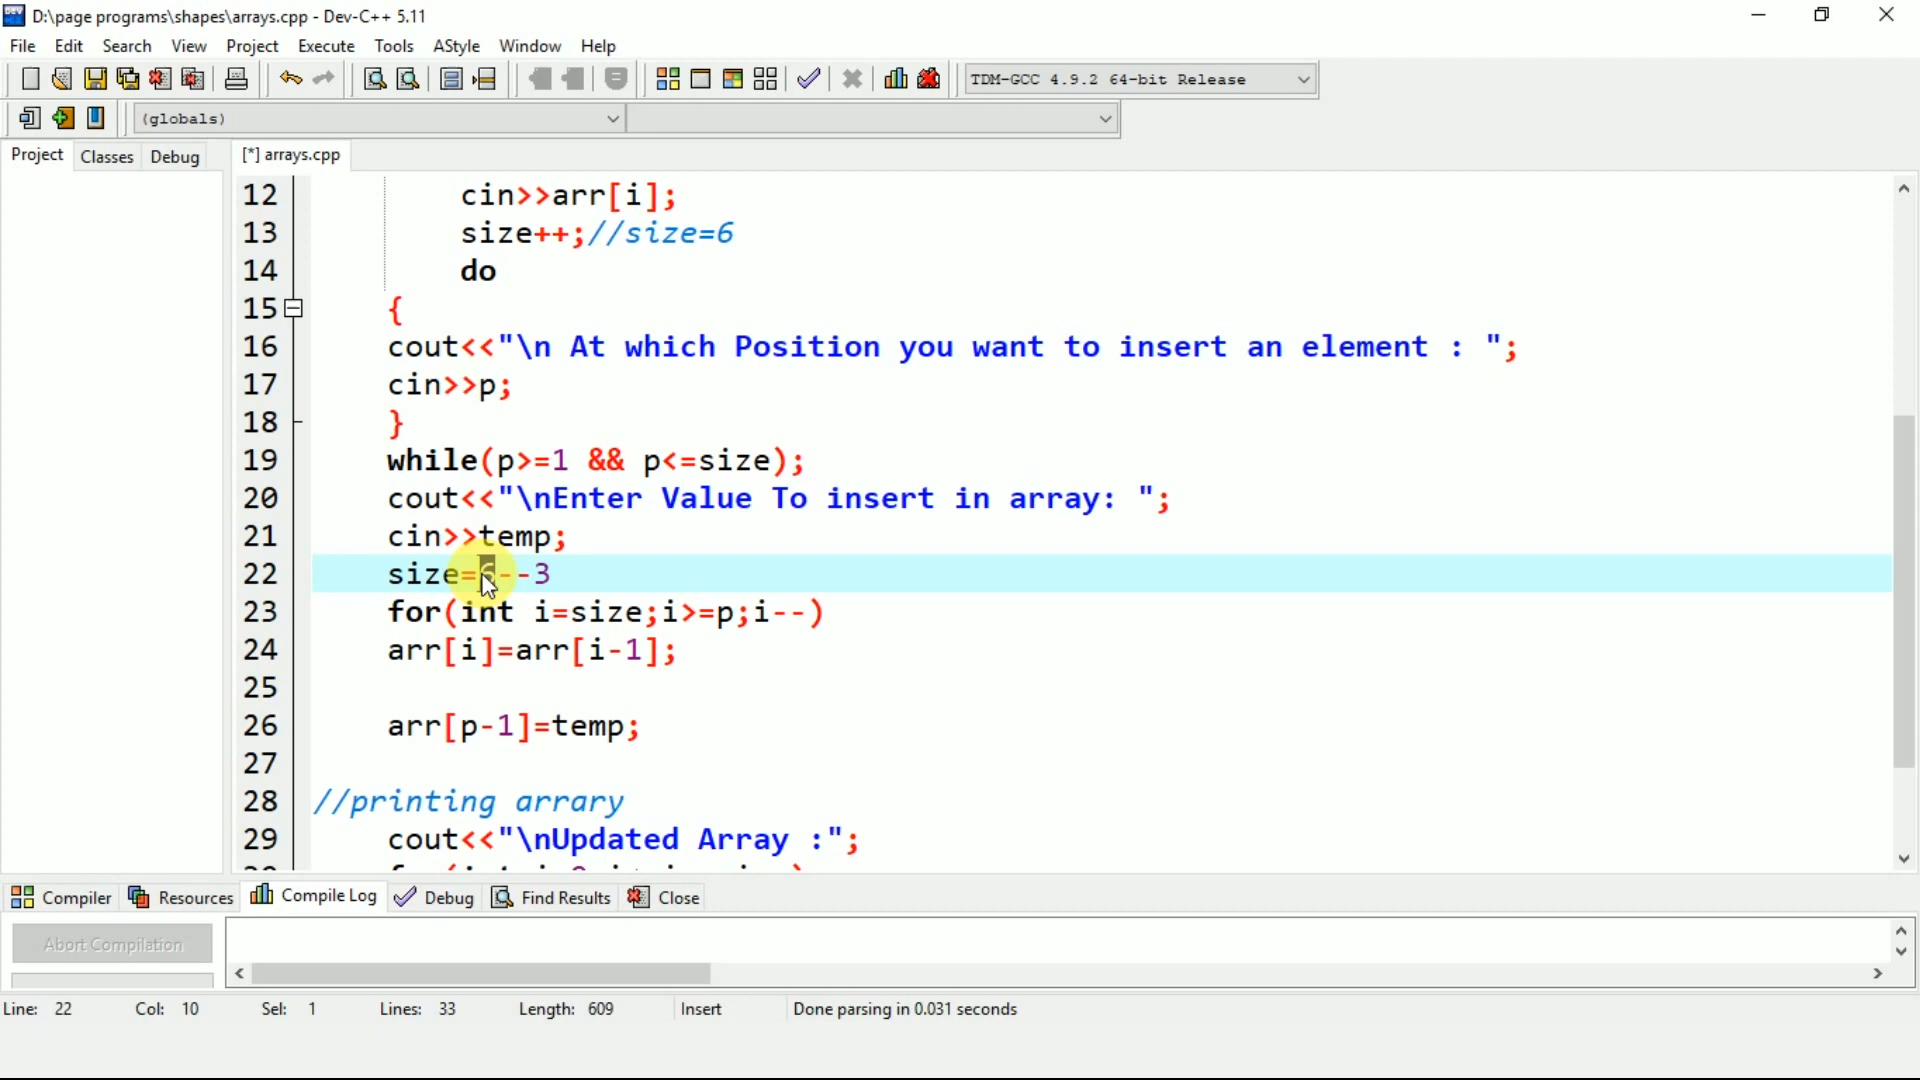 D:\page programs\shapes\arrays.cpp - Dev-C++ 5.11
File Edit Search View Project Execute Tools AStyle Window Help
TDM-GCC 4.9.2 64-bit Release
(globals)
Project Classes Debug [*] arrays.cpp
12 cin>>arr[i];
13 size++;//size=6
14 do
15 {
16 cout<<"\n At which Position you want to insert an element : ";
17 cin>>p;
18 }
19 while(p>=1 && p<=size);
20 cout<<"\nEnter Value To insert in array: ";
21 cin>>temp;
22 size=6--3
23 for(int i=size;i>=p;i--)
24 arr[i]=arr[i-1];
25
26 arr[p-1]=temp;
27
28 //printing arrary
29 cout<<"\nUpdated Array :";
Compiler Resources Compile Log Debug Find Results Close
Abort Compilation
Line: 22 Col: 10 Sel: 1 Lines: 33 Length: 609 Insert Done parsing in 0.031 seconds